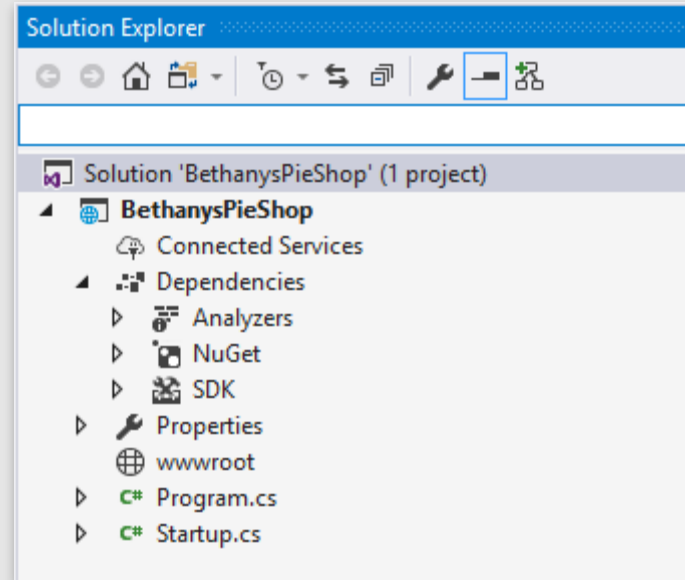 Solution Explorer
Solution 'BethanysPieShop' (1 project)
BethanysPieShop
Connected Services
Dependencies
Analyzers
NuGet
SDK
Properties
wwwroot
C# Program.cs
C# Startup.cs